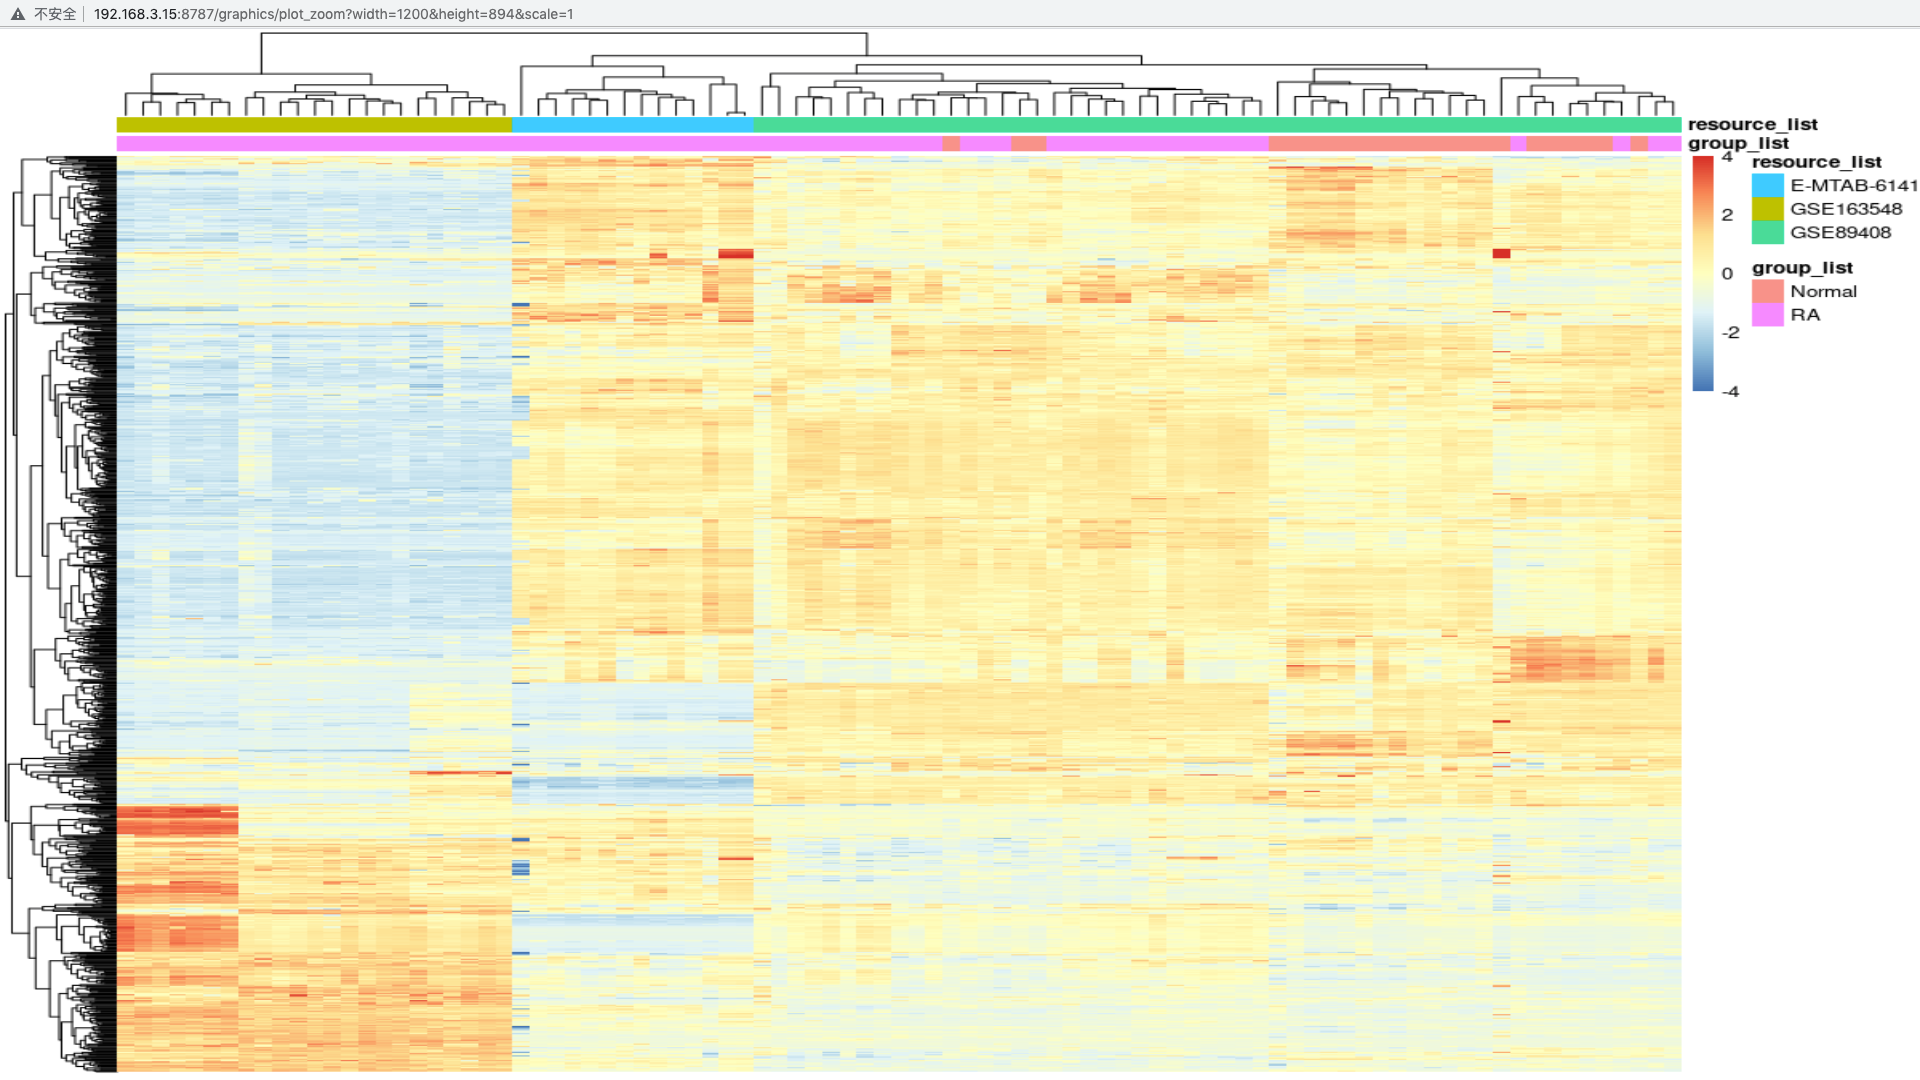 不安全 192.168.3.15:8787/graphics/plot_zoom?width=1200&height=894&scale=1
resource_list
group_list
4
2
0
-2
-4
resource_list
E-MTAB-6141
GSE163548
GSE89408
group_list
Normal
RA